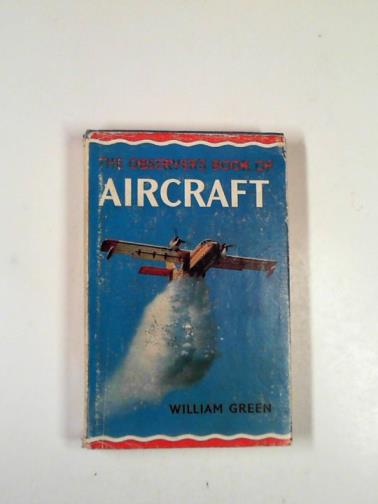 THE OBSERVER'S BOOK OF
AIRCRAFT
WILLIAM GREEN